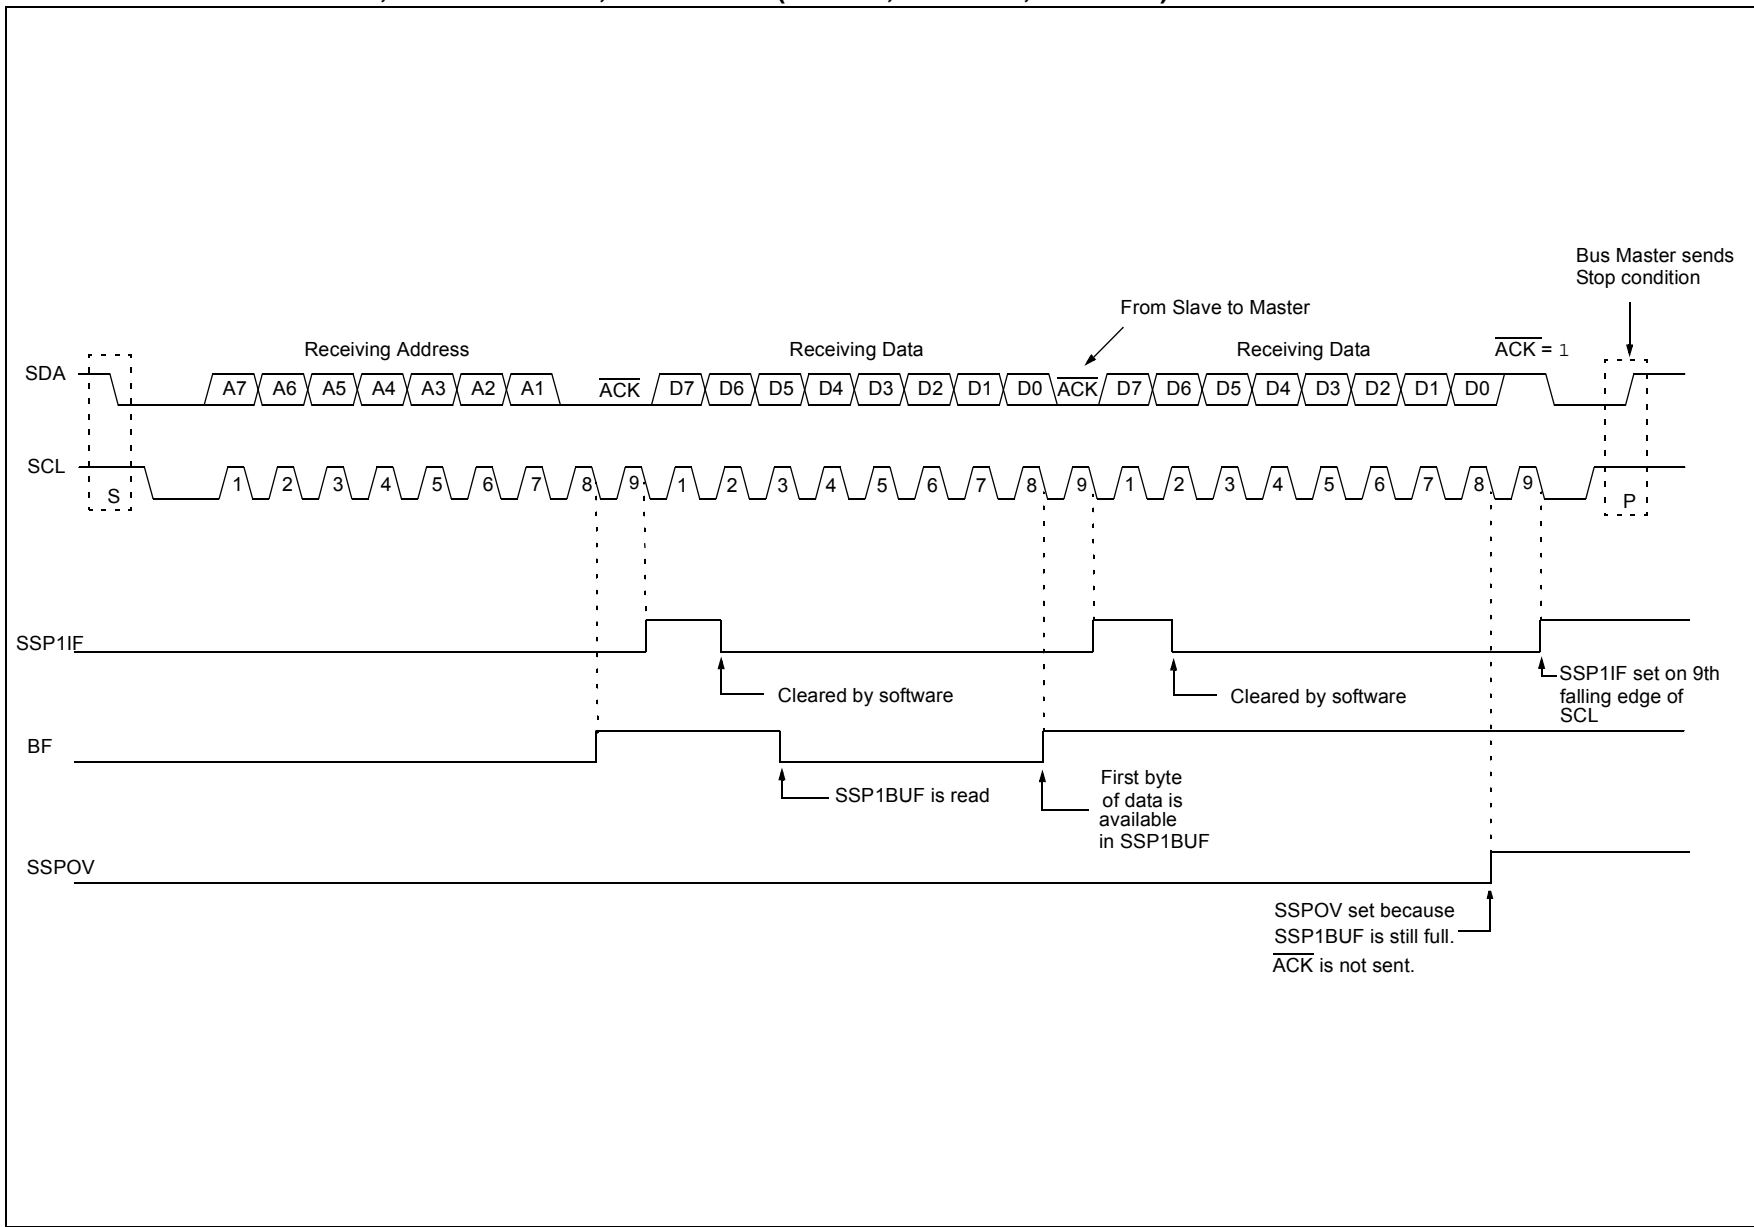 Bus Master sends
Stop condition
From Slave to Master
Receiving Address
Receiving Data
Receiving Data
ACK = 1
SDA
A7 A6 A5 A4 A3 A2 A1 ACK D7 D6 D5 D4 D3 D2 D1 D0 ACK D7 D6 D5 D4 D3 D2 D1 D0
SCL
S
1 2 3 4 5 6 7 8 9 1 2 3 4 5 6 7 8 9 1 2 3 4 5 6 7 8 9
P
SSP1IF
Cleared by software
Cleared by software
SSP1IF set on 9th
falling edge of
SCL
BF
SSP1BUF is read
First byte
of data is
available
in SSP1BUF
SSPOV
SSPOV set because
SSP1BUF is still full.
ACK is not sent.